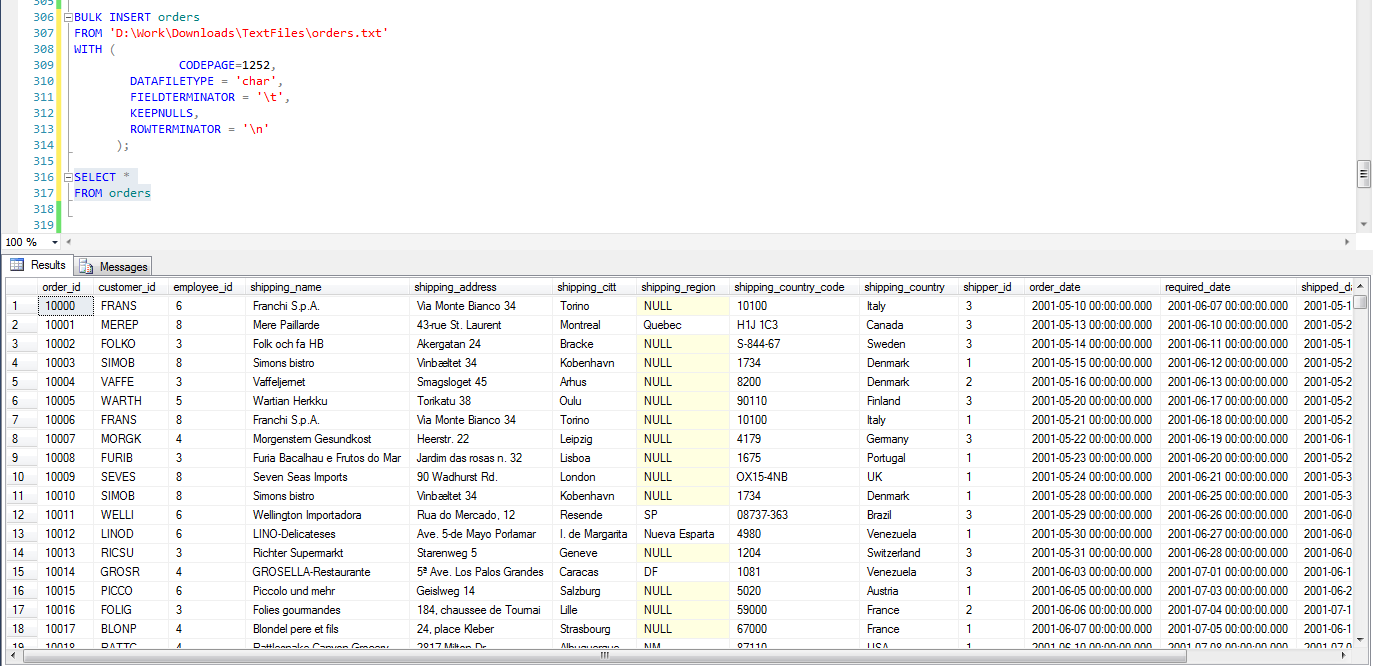 305
306 BULK INSERT orders
307 FROM 'D:\Work\Downloads\TextFiles\orders.txt'
308 WITH (
309 CODEPAGE=1252,
310 DATAFILETYPE = 'char',
311 FIELDTERMINATOR = '\t',
312 KEEPNULLS,
313 ROWTERMINATOR = '\n'
314 );
315
316 SELECT *
317 FROM orders
318
319
100 %
Results Messages
order_id customer_id employee_id shipping_name shipping_address shipping_citt shipping_region shipping_country_code shipping_country shipper_id order_date required_date shipped_da
1 10000 FRANS 6 Franchi S.p.A. Via Monte Bianco 34 Torino NULL 10100 Italy 3 2001-05-10 00:00:00.000 2001-06-07 00:00:00.000 2001-05-1
2 10001 MEREP 8 Mere Paillarde 43-rue St. Laurent Montreal Quebec H1J 1C3 Canada 3 2001-05-13 00:00:00.000 2001-06-10 00:00:00.000 2001-05-2
3 10002 FOLKO 3 Folk och fa HB Akergatan 24 Bracke NULL S-844-67 Sweden 3 2001-05-14 00:00:00.000 2001-06-11 00:00:00.000 2001-05-1
4 10003 SIMOB 8 Simons bistro Vinbæltet 34 Kobenhavn NULL 1734 Denmark 1 2001-05-15 00:00:00.000 2001-06-12 00:00:00.000 2001-05-2
5 10004 VAFFE 3 Vaffeljernet Smagsloget 45 Arhus NULL 8200 Denmark 2 2001-05-16 00:00:00.000 2001-06-13 00:00:00.000 2001-05-2
6 10005 WARTH 5 Wartian Herkku Torikatu 38 Oulu NULL 90110 Finland 3 2001-05-20 00:00:00.000 2001-06-17 00:00:00.000 2001-05-2
7 10006 FRANS 8 Franchi S.p.A. Via Monte Bianco 34 Torino NULL 10100 Italy 1 2001-05-21 00:00:00.000 2001-06-18 00:00:00.000 2001-05-2
8 10007 MORGK 4 Morgenstern Gesundkost Heerstr. 22 Leipzig NULL 4179 Germany 3 2001-05-22 00:00:00.000 2001-06-19 00:00:00.000 2001-06-1
9 10008 FURIB 3 Furia Bacalhau e Frutos do Mar Jardim das rosas n. 32 Lisboa NULL 1675 Portugal 1 2001-05-23 00:00:00.000 2001-06-20 00:00:00.000 2001-05-2
10 10009 SEVES 8 Seven Seas Imports 90 Wadhurst Rd. London NULL OX15-4NB UK 1 2001-05-24 00:00:00.000 2001-06-21 00:00:00.000 2001-05-3
11 10010 SIMOB 8 Simons bistro Vinbæltet 34 Kobenhavn NULL 1734 Denmark 1 2001-05-28 00:00:00.000 2001-06-25 00:00:00.000 2001-05-3
12 10011 WELLI 6 Wellington Importadora Rua do Mercado, 12 Resende SP 08737-363 Brazil 3 2001-05-29 00:00:00.000 2001-06-26 00:00:00.000 2001-06-0
13 10012 LINOD 6 LINO-Delicateses Ave. 5-de Mayo Porlamar I. de Margarita Nueva Esparta 4980 Venezuela 1 2001-05-30 00:00:00.000 2001-06-27 00:00:00.000 2001-06-0
14 10013 RICSU 3 Richter Supermarkt Starenweg 5 Geneve NULL 1204 Switzerland 3 2001-05-31 00:00:00.000 2001-06-28 00:00:00.000 2001-06-0
15 10014 GROSR 4 GROSELLA-Restaurante 5ª Ave. Los Palos Grandes Caracas DF 1081 Venezuela 3 2001-06-03 00:00:00.000 2001-07-01 00:00:00.000 2001-06-1
16 10015 PICCO 6 Piccolo und mehr Geislweg 14 Salzburg NULL 5020 Austria 1 2001-06-05 00:00:00.000 2001-07-03 00:00:00.000 2001-06-2
17 10016 FOLIG 3 Folies gourmandes 184, chaussee de Tournai Lille NULL 59000 France 2 2001-06-06 00:00:00.000 2001-07-04 00:00:00.000 2001-07-1
18 10017 BLONP 4 Blondel pere et fils 24, place Kleber Strasbourg NULL 67000 France 1 2001-06-07 00:00:00.000 2001-07-05 00:00:00.000 2001-06-1
19 10018 RATTC 4 Rattlesnake Canyon Grocery 2817 Milton Dr. Albuquerque NM 87110 USA 1 2001-06-10 00:00:00.000 2001-07-08 00:00:00.000